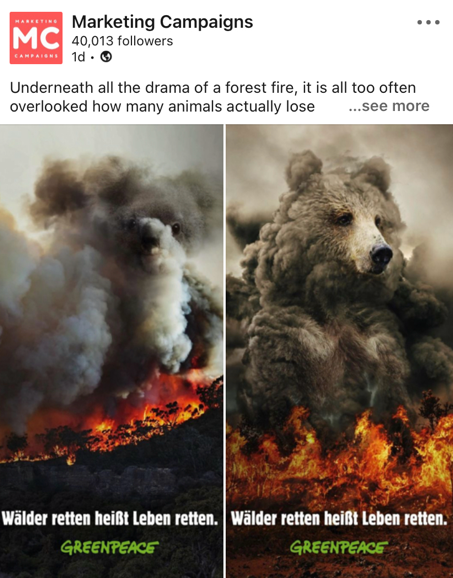 MARKETING
MC
CAMPAIGNS
Marketing Campaigns
40,013 followers
1d •
Underneath all the drama of a forest fire, it is all too often
overlooked how many animals actually lose ...see more
Wälder retten heißt Leben retten.
GREENPEACE
Wälder retten heißt Leben retten.
GREENPEACE